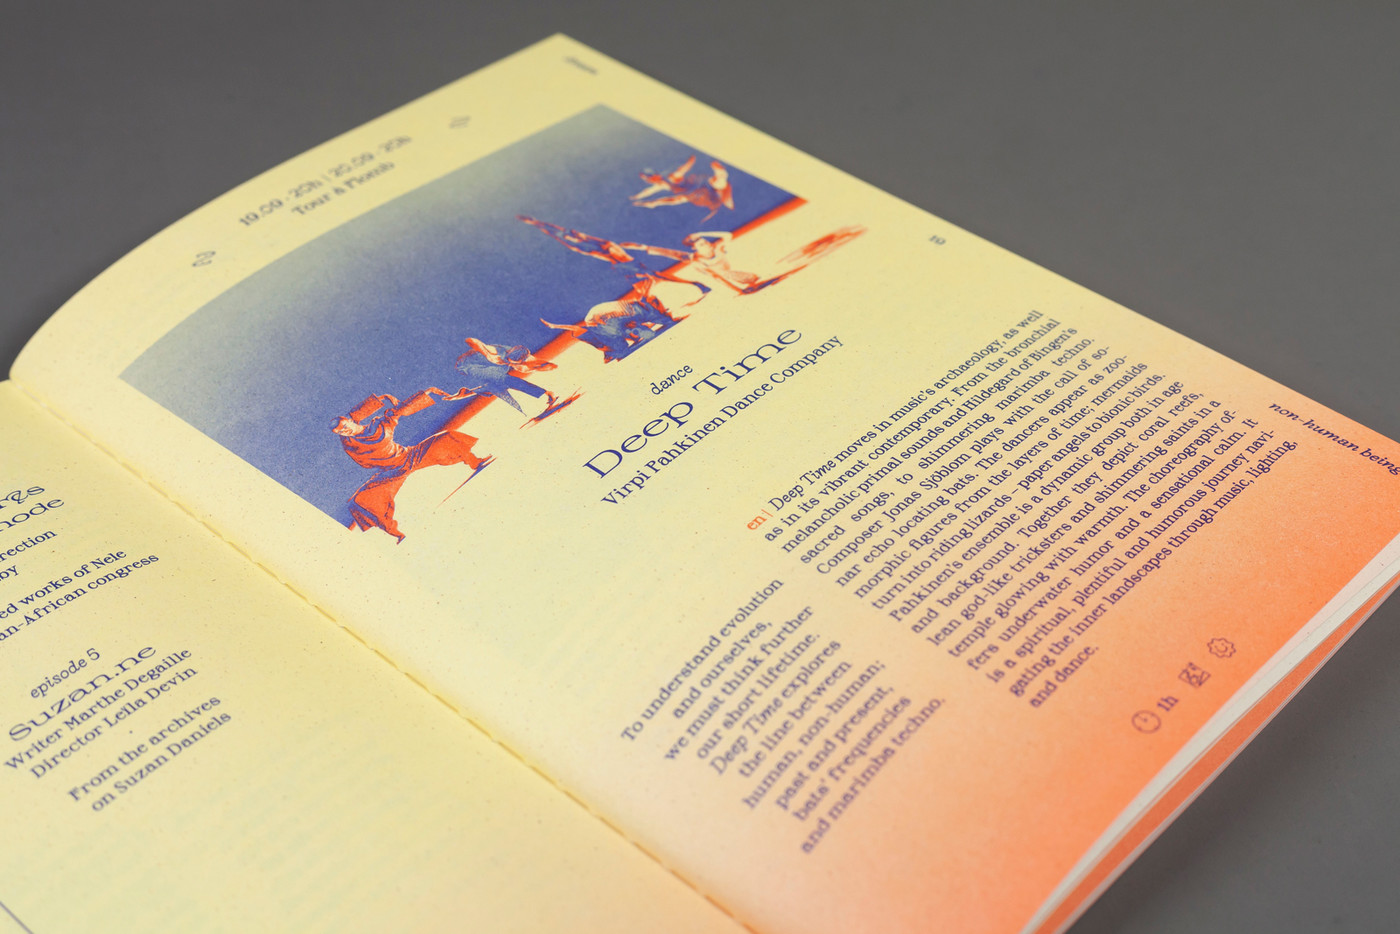 rgs
node
rection
by
ed works of Nele
an-African congress
episode 5
Suzan.ne
Writer Marthe Degaille
Director Leïla Devin
From the archives
on Suzan Daniels
19.09 · 20h | 20.09 · 20h
Tour à Plomb
19
dance
Deep Time
Virpi Pahkinen Dance Company
To understand evolution
and ourselves,
we must think further
our short lifetime.
Deep Time explores
the line between
human, non-human;
past and present,
bats' frequencies
and marimba techno.
en | Deep Time moves in music's archaeology, as well
as in its vibrant contemporary. From the bronchial
melancholic primal sounds and Hildegard of Bingen's
sacred songs, to shimmering marimba techno.
Composer Jonas Sjöblom plays with the call of so-
nar echo locating bats. The dancers appear as zoo-
morphic figures from the layers of time; mermaids
turn into riding lizards – paper angels to bionic birds.
Pahkinen's ensemble is a dynamic group both in age
and background. Together they depict coral reefs,
lean god-like tricksters and shimmering saints in a
temple glowing with warmth. The choreography of-
fers underwater humor and a sensational calm. It
is a spiritual, plentiful and humorous journey navi-
gating the inner landscapes through music, lighting,
and dance.
1h
non-human being